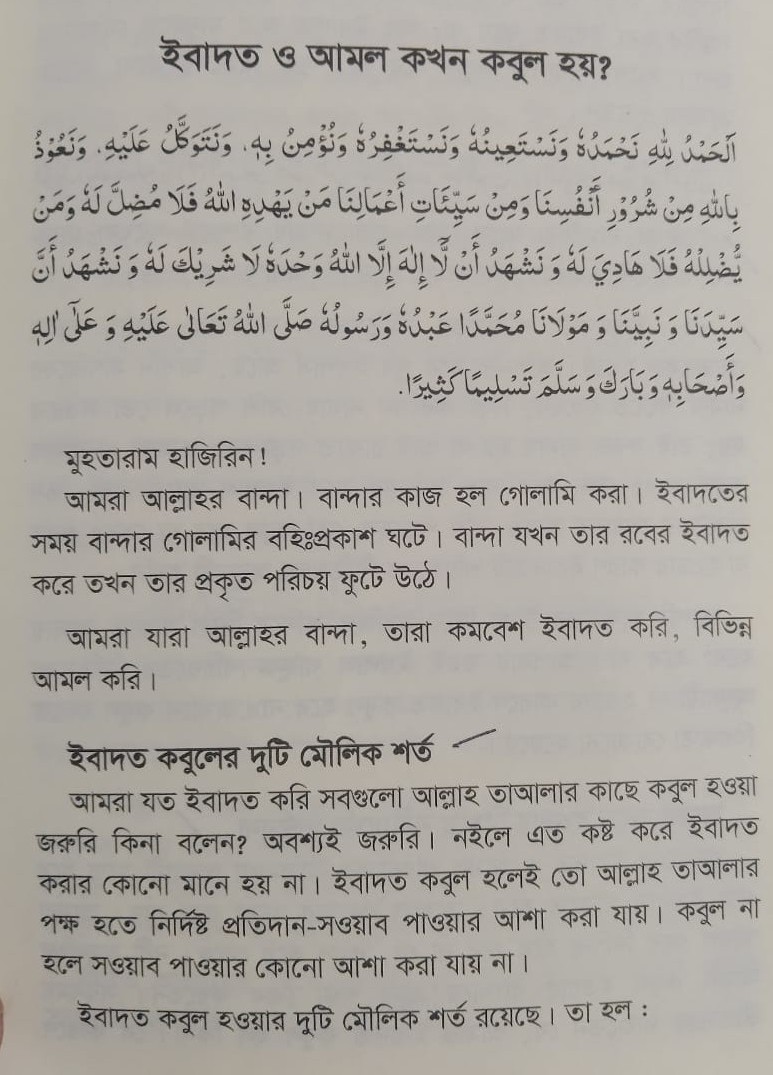 ইবাদত ও আমল কখন কবুল হয়?
اَلْحَمْدُ لِلّٰهِ نَحْمَدُهٗ وَنَسْتَعِينُهٗ وَنَسْتَغْفِرُهٗ وَنُؤْمِنُ بِهٖ، وَنَتَوَكَّلُ عَلَيْهِ، وَنَعُوْذُ
بِاللّٰهِ مِنْ شُرُوْرِ أَنْفُسِنَا وَمِنْ سَيِّئَاتِ أَعْمَالِنَا مَنْ يَهْدِهِ اللّٰهُ فَلَا مُضِلَّ لَهٗ وَمَنْ
يُّضْلِلْهُ فَلَا هَادِيَ لَهٗ وَنَشْهَدُ أَنْ لَّا إِلٰهَ إِلَّا اللّٰهُ وَحْدَهٗ لَا شَرِيْكَ لَهٗ وَنَشْهَدُ أَنَّ
سَيِّدَنَا وَنَبِيَّنَا وَمَوْلَانَا مُحَمَّدًا عَبْدُهٗ وَرَسُولُهٗ صَلَّى اللّٰهُ تَعَالٰى عَلَيْهِ وَعَلٰٓى اٰلِهٖ
وَأَصْحَابِهٖ وَبَارَكَ وَسَلَّمَ تَسْلِيمًا كَثِيرًا.
মুহতারাম হাজিরিন!
আমরা আল্লাহর বান্দা। বান্দার কাজ হল গোলামি করা। ইবাদতের
সময় বান্দার গোলামির বহিঃপ্রকাশ ঘটে। বান্দা যখন তার রবের ইবাদত
করে তখন তার প্রকৃত পরিচয় ফুটে উঠে।
আমরা যারা আল্লাহর বান্দা, তারা কমবেশ ইবাদত করি, বিভিন্ন
আমল করি।
ইবাদত কবুলের দুটি মৌলিক শর্ত
আমরা যত ইবাদত করি সবগুলো আল্লাহ তাআলার কাছে কবুল হওয়া
জরুরি কিনা বলেন? অবশ্যই জরুরি। নইলে এত কষ্ট করে ইবাদত
করার কোনো মানে হয় না। ইবাদত কবুল হলেই তো আল্লাহ তাআলার
পক্ষ হতে নির্দিষ্ট প্রতিদান-সওয়াব পাওয়ার আশা করা যায়। কবুল না
হলে সওয়াব পাওয়ার কোনো আশা করা যায় না।
ইবাদত কবুল হওয়ার দুটি মৌলিক শর্ত রয়েছে। তা হল :